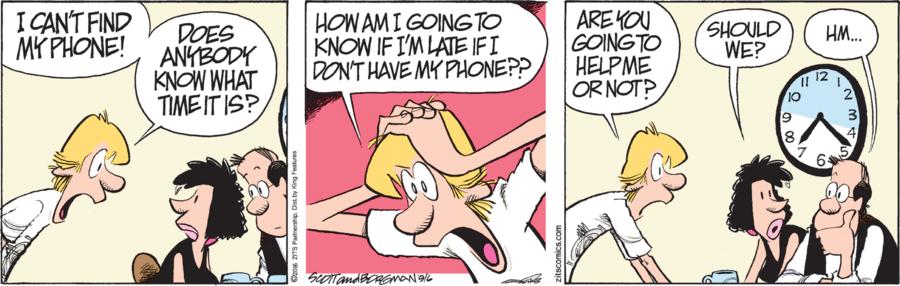 I CAN'T FIND
MY PHONE!
DOES
ANYBODY
KNOW WHAT
TIME IT IS?
©2016 ZITS Partnership. Dist. by King Features
HOW AM I GOING TO
KNOW IF I'M LATE IF I
DON'T HAVE MY PHONE??
SCOTT and BORGMAN 9/6
ARE YOU
GOING TO
HELP ME
OR NOT?
SHOULD
WE?
HM...
11 12 1
10 2
9 3
8 4
7 6 5
zitscomics.com